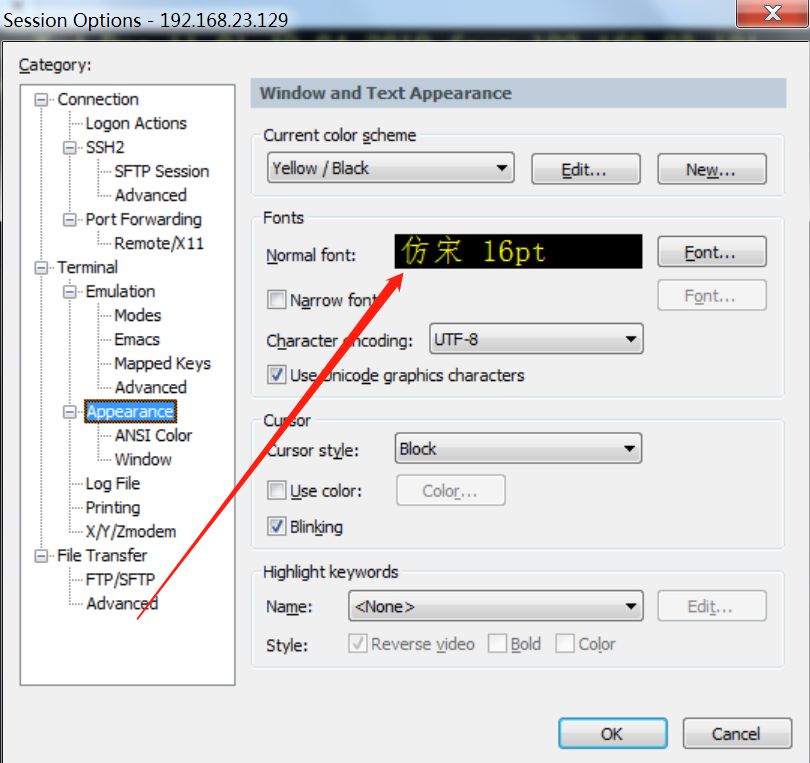 Session Options - 192.168.23.129
Category:
Connection
Logon Actions
SSH2
SFTP Session
Advanced
Port Forwarding
Remote/X11
Terminal
Emulation
Modes
Emacs
Mapped Keys
Advanced
Appearance
ANSI Color
Window
Log File
Printing
X/Y/Zmodem
File Transfer
FTP/SFTP
Advanced
Window and Text Appearance
Current color scheme
Yellow / Black
Edit...
New...
Fonts
Normal font:
仿宋 16pt
Font...
Narrow font
Font...
Character encoding:
UTF-8
Use Unicode graphics characters
Cursor
Cursor style:
Block
Use color:
Color...
Blinking
Highlight keywords
Name:
<None>
Edit...
Style:
Reverse video
Bold
Color
OK
Cancel